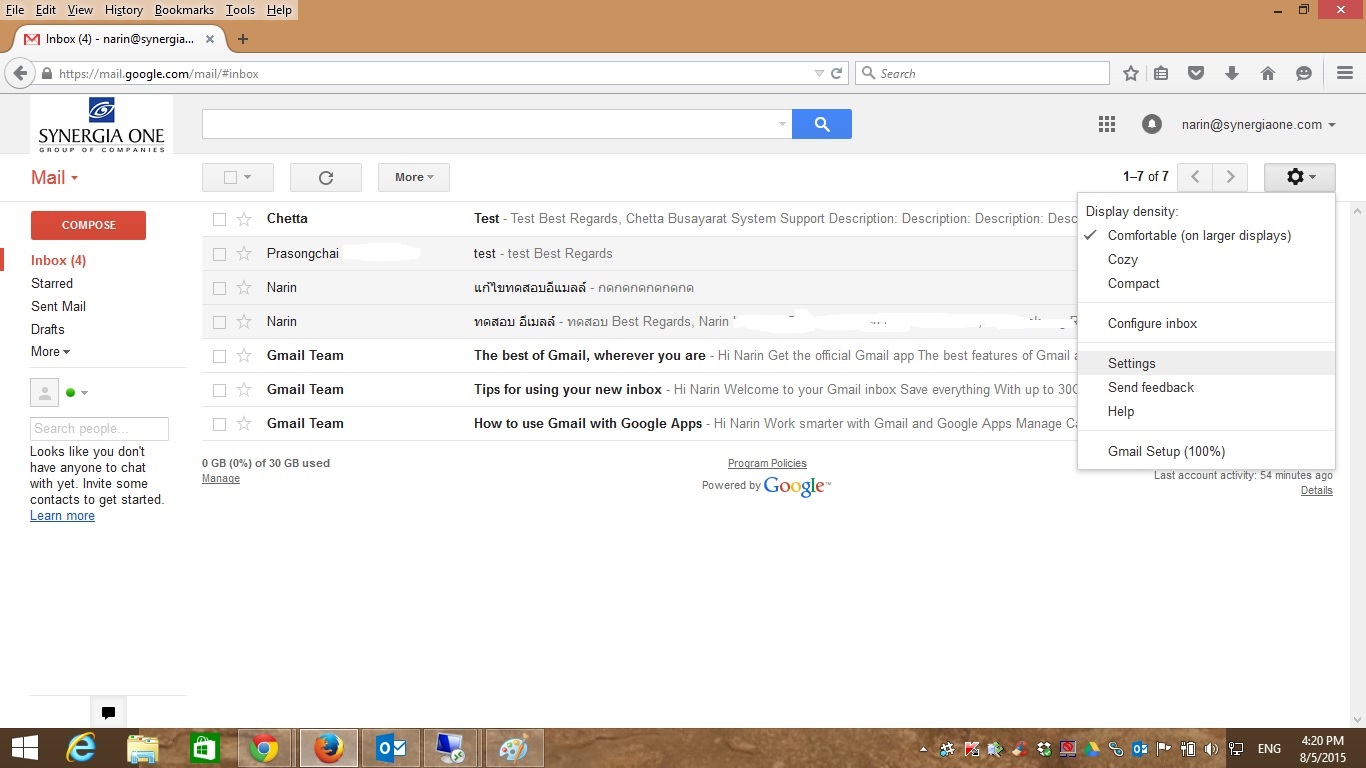 File Edit View History Bookmarks Tools Help
Inbox (4) - narin@synergia...
https://mail.google.com/mail/#inbox
Search
SYNERGIA ONE
GROUP OF COMPANIES
narin@synergiaone.com
Mail
More
1–7 of 7
COMPOSE
Inbox (4)
Starred
Sent Mail
Drafts
More
Search people...
Looks like you don't
have anyone to chat
with yet. Invite some
contacts to get started.
Learn more
Chetta Test - Test Best Regards, Chetta Busayarat System Support Description: Description: Description: Desc
Prasongchai test - test Best Regards
Narin แก้ไขทดสอบอีแมลล์ - กดกดกดกดกดกด
Narin ทดสอบ อีเมลล์ - ทดสอบ Best Regards, Narin
Gmail Team The best of Gmail, wherever you are - Hi Narin Get the official Gmail app The best features of Gmail a
Gmail Team Tips for using your new inbox - Hi Narin Welcome to your Gmail inbox Save everything With up to 30G
Gmail Team How to use Gmail with Google Apps - Hi Narin Work smarter with Gmail and Google Apps Manage Ca
0 GB (0%) of 30 GB used
Manage
Program Policies
Powered by Google™
Last account activity: 54 minutes ago
Details
Display density:
Comfortable (on larger displays)
Cozy
Compact
Configure inbox
Settings
Send feedback
Help
Gmail Setup (100%)
ENG
4:20 PM
8/5/2015